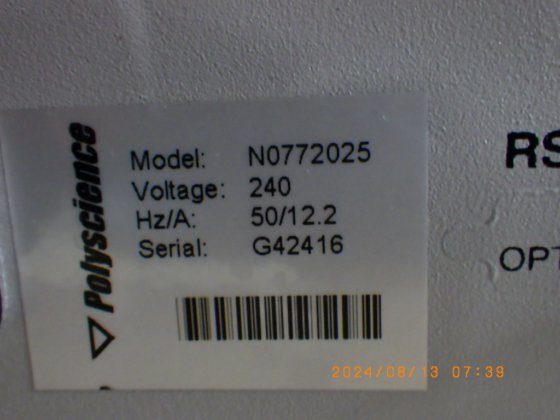 Polyscience
Model: N0772025
Voltage: 240
Hz/A: 50/12.2
Serial: G42416
RS
OPT
2024/08/13 07:39